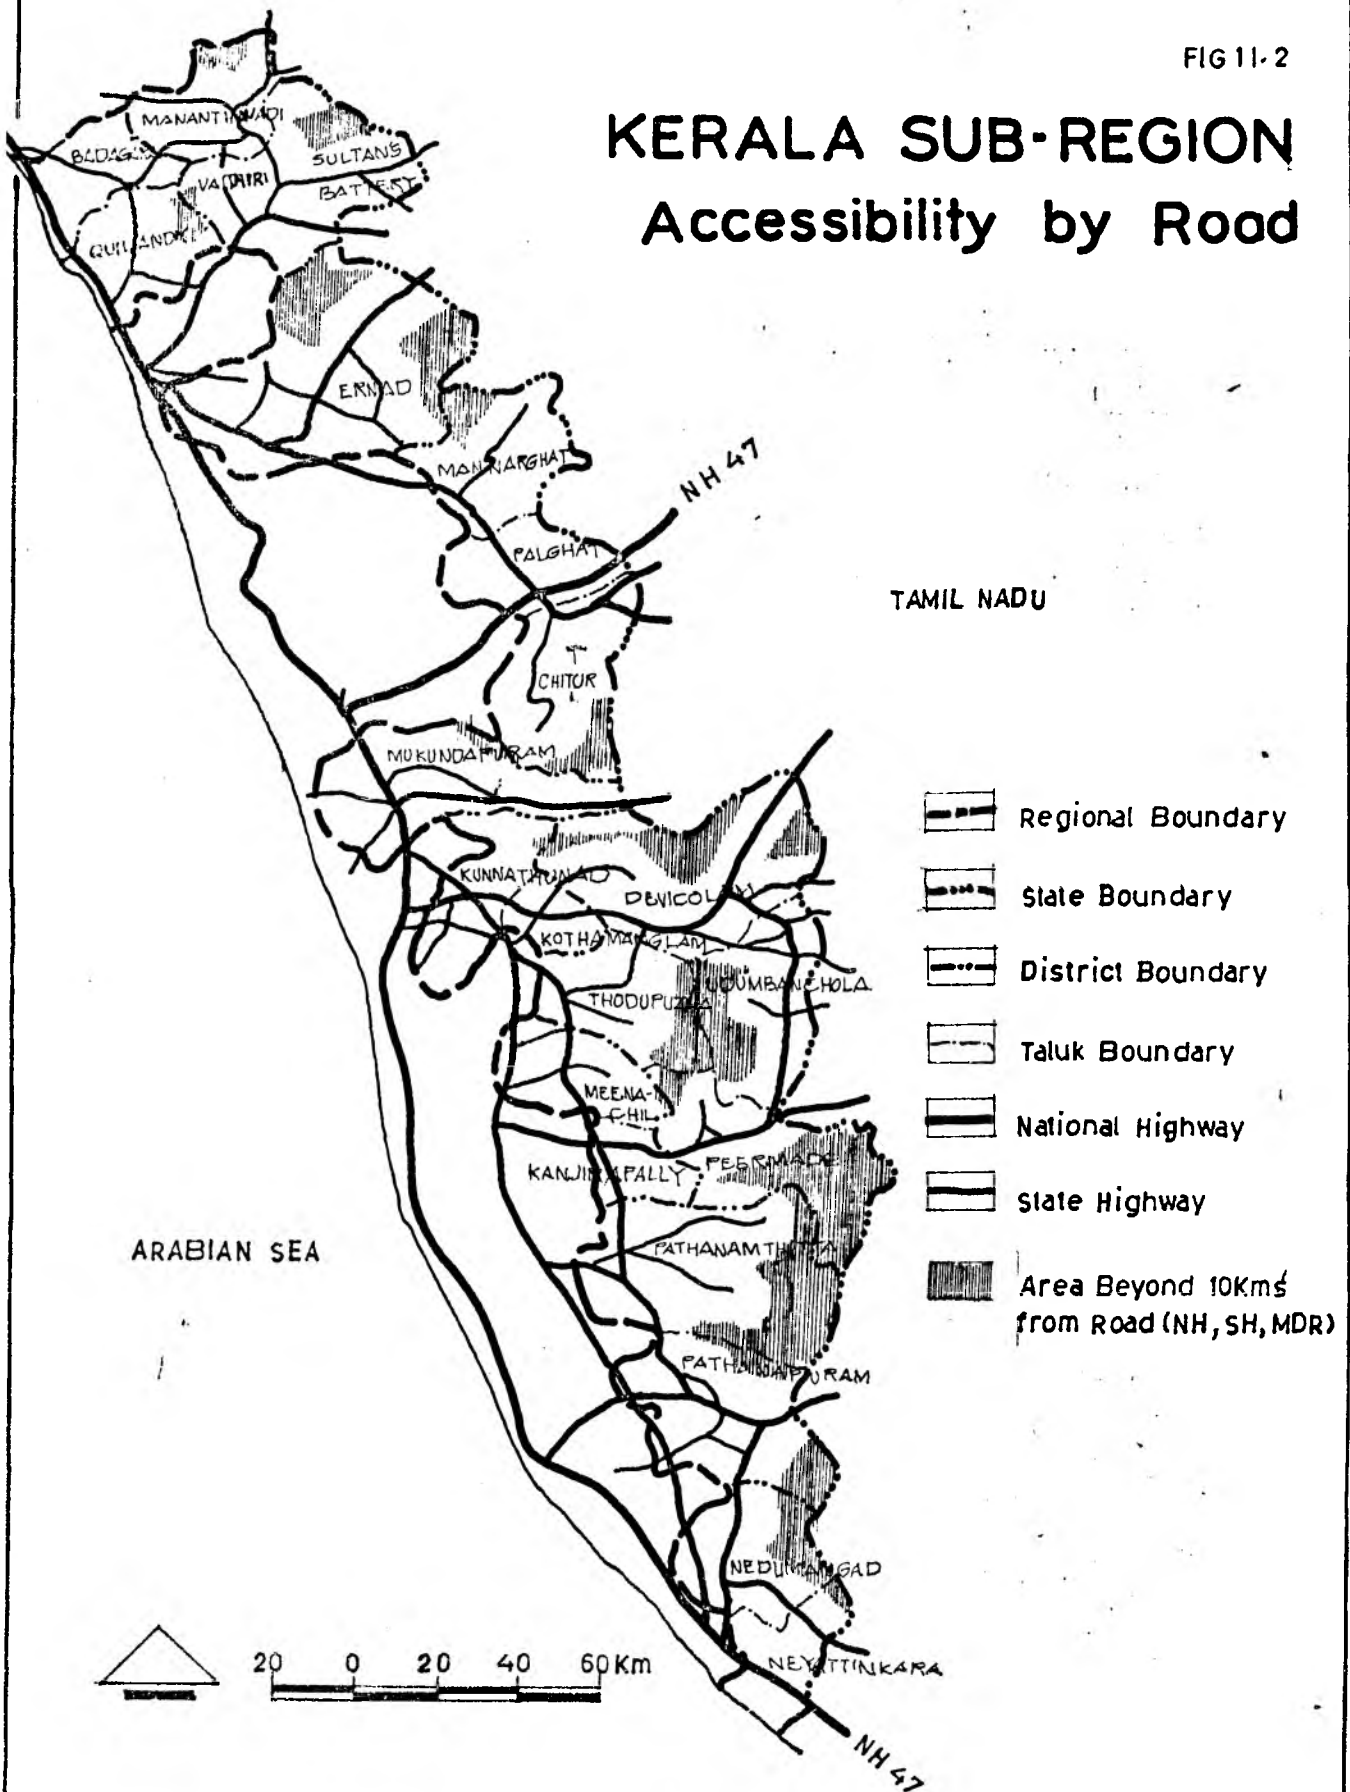 FIG 11.2
KERALA SUB-REGION
Accessibility by Road
MANANTHAVADI
BADAGARA
SULTANS
BATTERY
VAITHIRI
QUILANDI
ERNAD
MANNARGHAT
NH 47
PALGHAT
TAMIL NADU
CHITUR
MUKUNDAPURAM
KUNNATHUNAD
DEVICOLAM
KOTHAMANGLAM
UDUMBANCHOLA
THODUPUZHA
MEENA-
CHIL
KANJIRAPALLY
PEERMADE
PATHANAMTHITTA
PATHANAPURAM
NEDUMANGAD
NEYATTINKARA
NH 47
ARABIAN SEA
Regional Boundary
State Boundary
District Boundary
Taluk Boundary
National Highway
State Highway
Area Beyond 10Kms
from Road (NH, SH, MDR)
20 0 20 40 60 Km